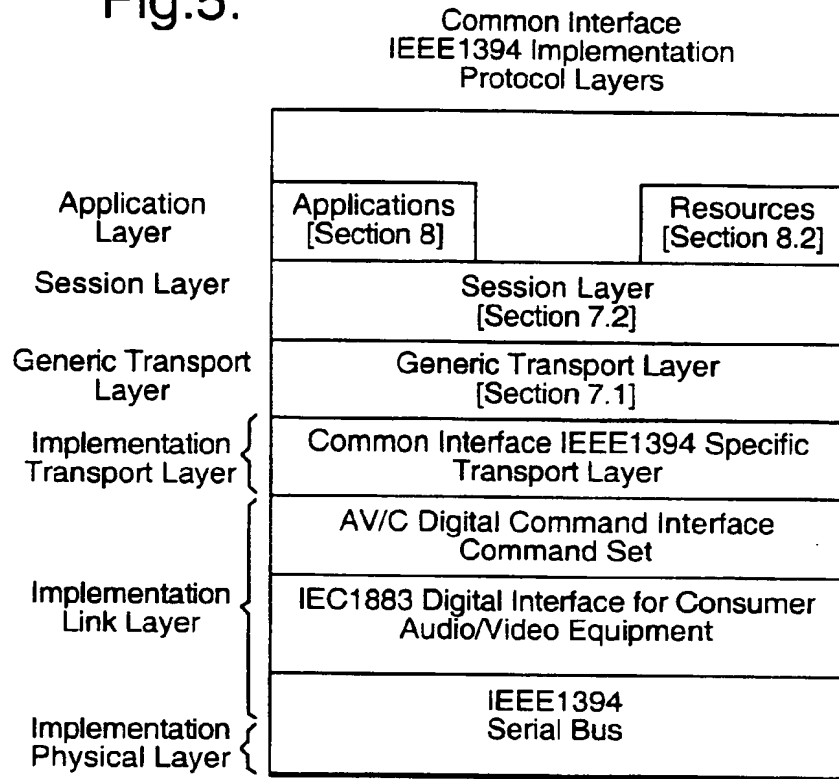 Fig.5.
Common Interface
IEEE1394 Implementation
Protocol Layers
Application
Layer
Applications
[Section 8]
Resources
[Section 8.2]
Session Layer
Session Layer
[Section 7.2]
Generic Transport
Layer
Generic Transport Layer
[Section 7.1]
Implementation
Transport Layer
Common Interface IEEE1394 Specific
Transport Layer
AV/C Digital Command Interface
Command Set
Implementation
Link Layer
IEC1883 Digital Interface for Consumer
Audio/Video Equipment
IEEE1394
Serial Bus
Implementation
Physical Layer